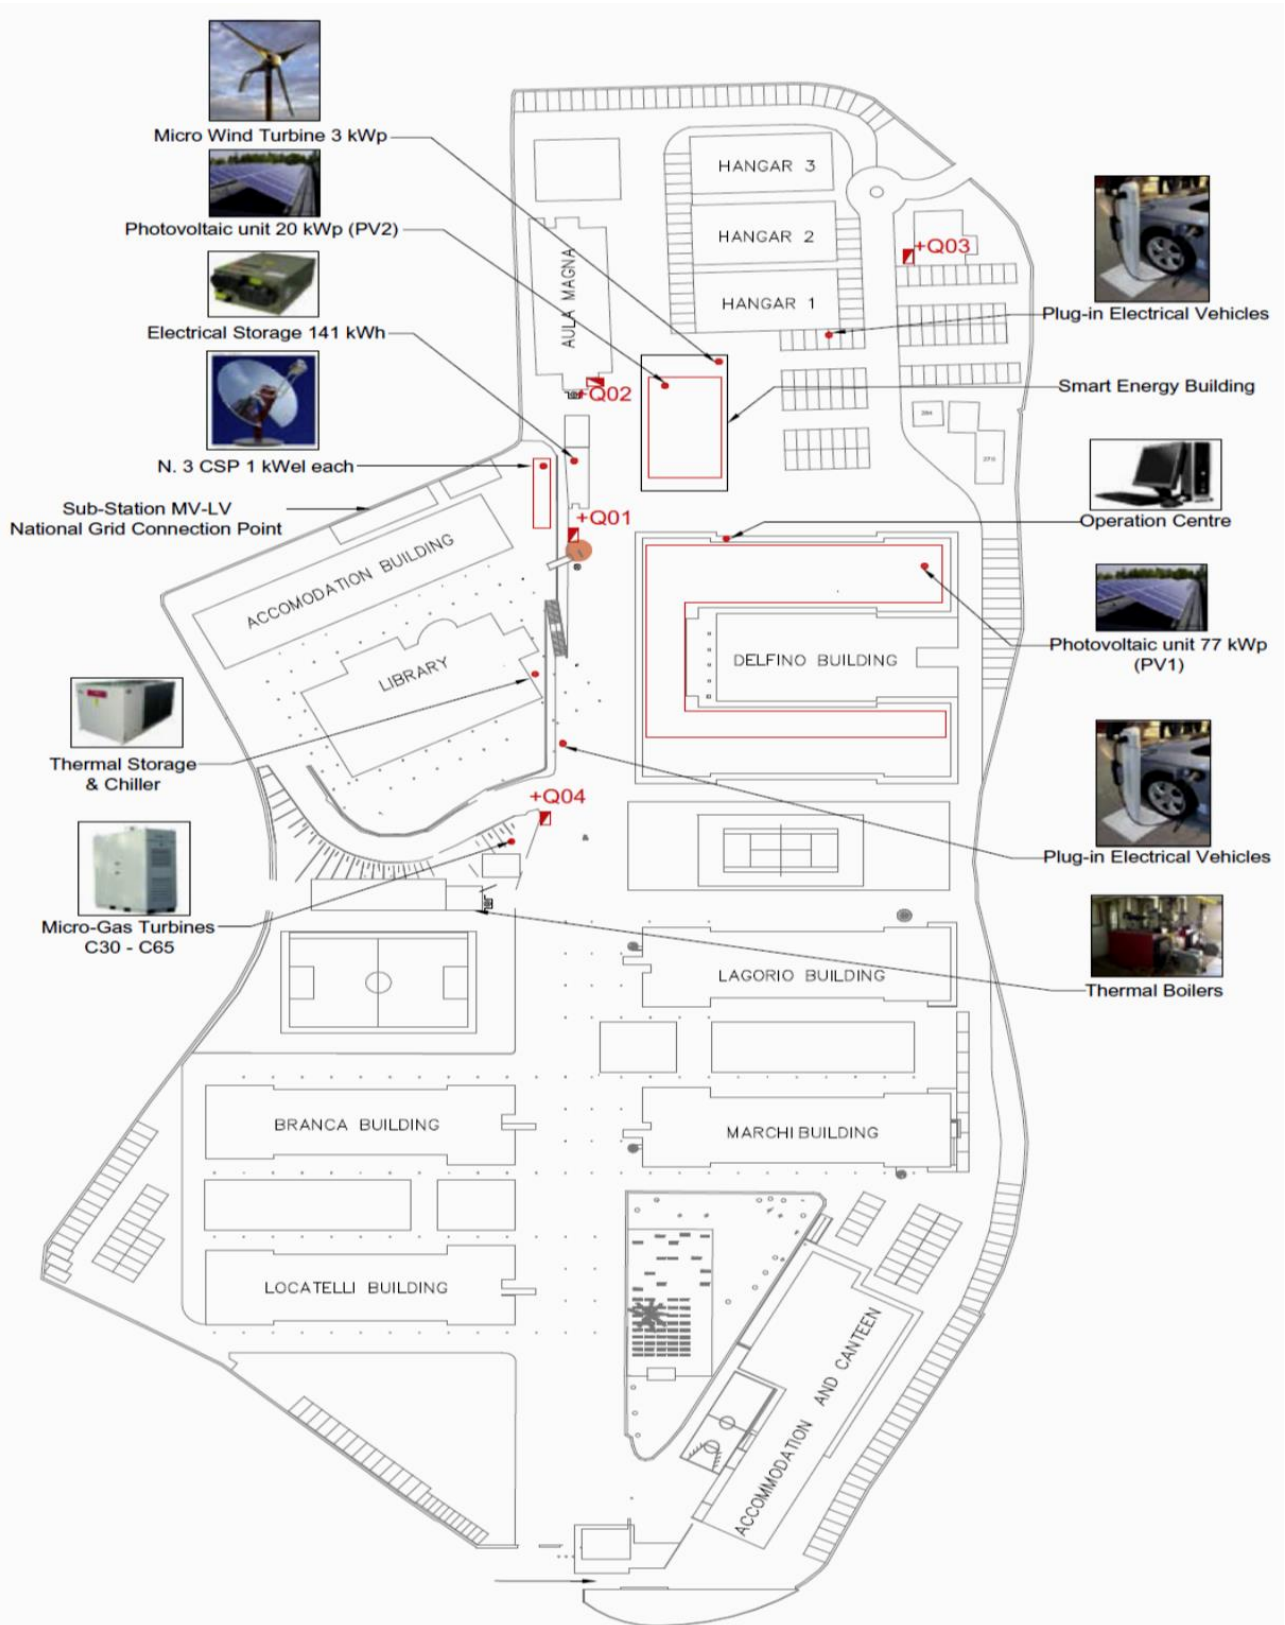 Micro Wind Turbine 3 kWp
Photovoltaic unit 20 kWp (PV2)
Electrical Storage 141 kWh
N. 3 CSP 1 kWel each
Sub-Station MV-LV
National Grid Connection Point
Thermal Storage
& Chiller
Micro-Gas Turbines
C30 - C65
HANGAR 3
HANGAR 2
HANGAR 1
AULA MAGNA
+Q03
+Q02
+Q01
+Q04
Plug-in Electrical Vehicles
Smart Energy Building
Operation Centre
Photovoltaic unit 77 kWp
(PV1)
Plug-in Electrical Vehicles
Thermal Boilers
ACCOMODATION BUILDING
LIBRARY
DELFINO BUILDING
LAGORIO BUILDING
BRANCA BUILDING
MARCHI BUILDING
LOCATELLI BUILDING
ACCOMMODATION AND CANTEEN